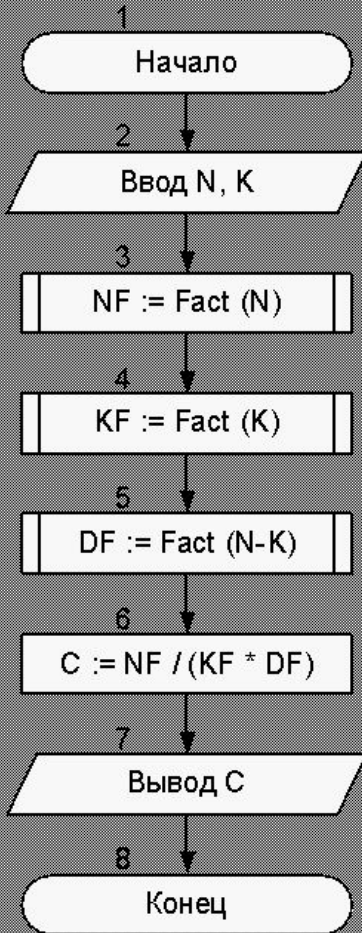 1
Начало
2
Ввод N, K
3
NF := Fact (N)
4
KF := Fact (K)
5
DF := Fact (N-K)
6
C := NF / (KF * DF)
7
Вывод C
8
Конец